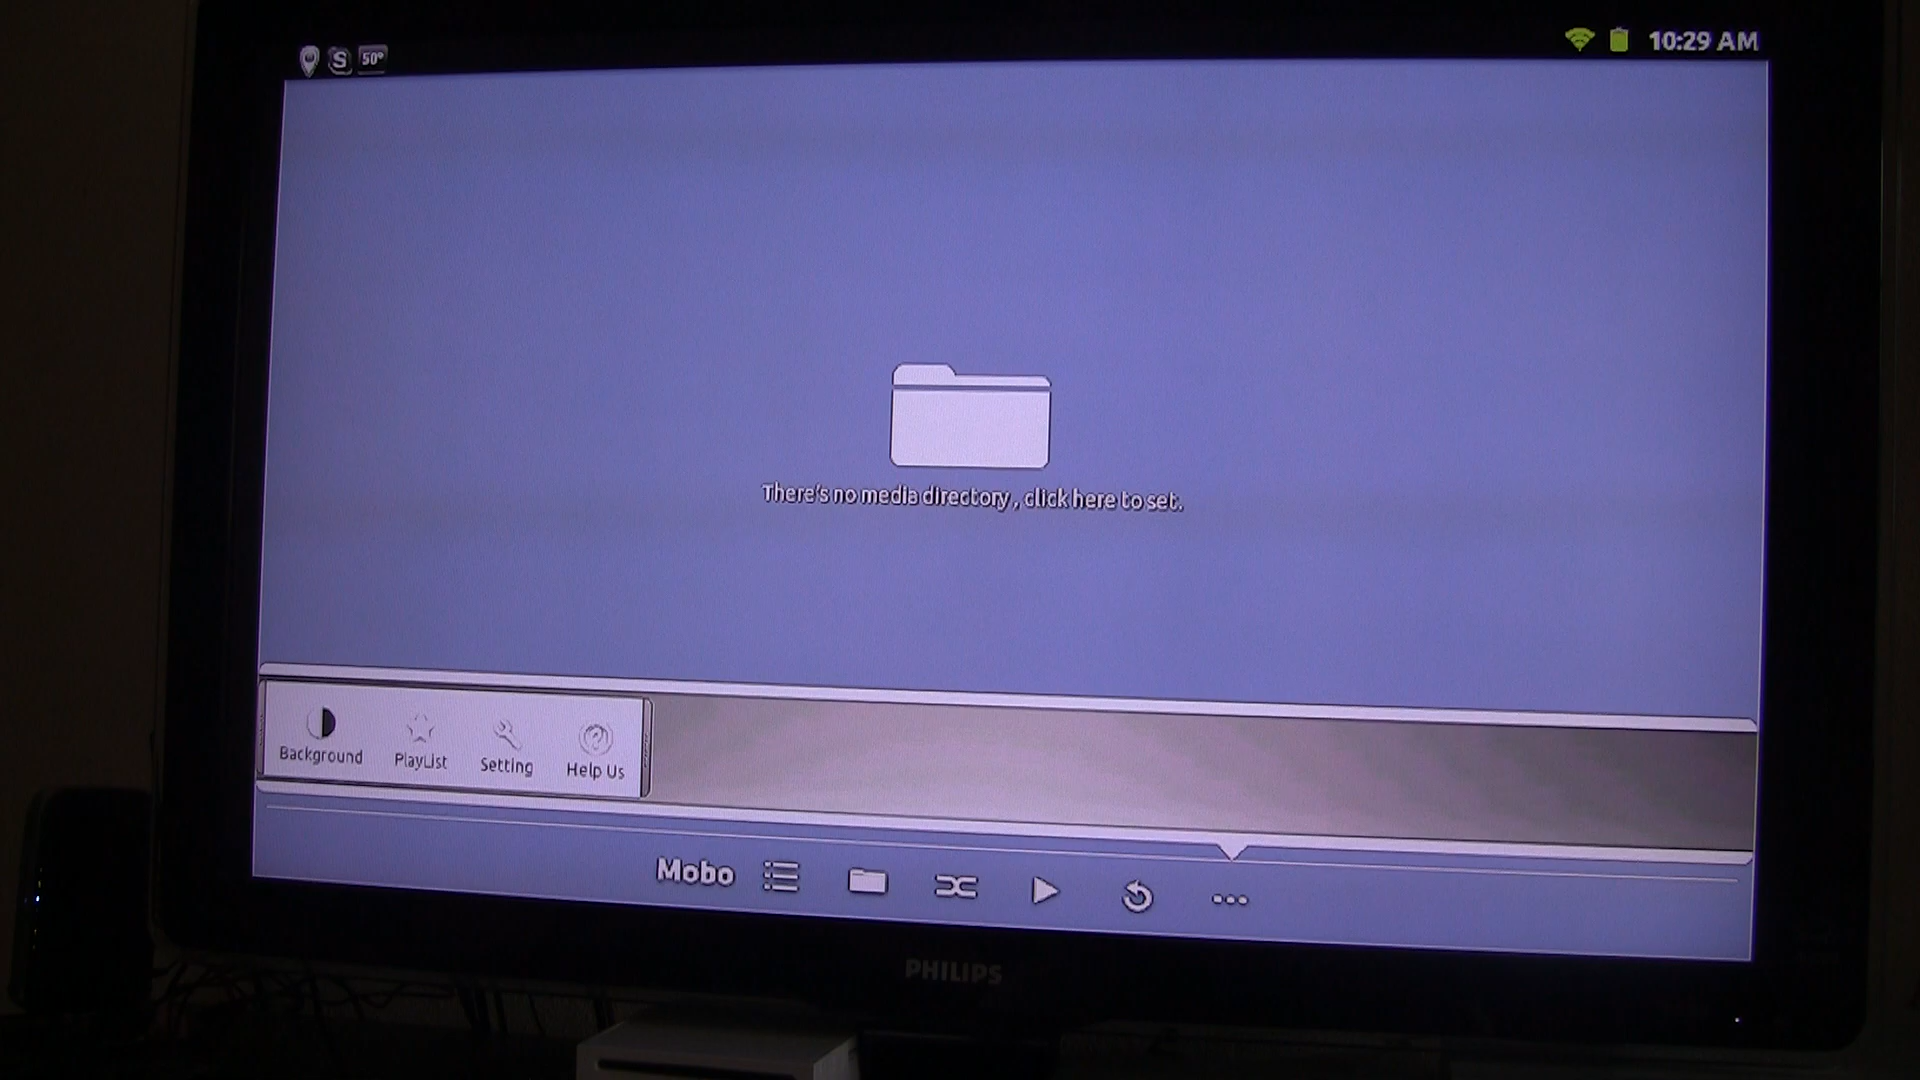 S 50° 10:29 AM
There's no media directory , click here to set.
Background PlayList Setting Help Us
Mobo
PHILIPS